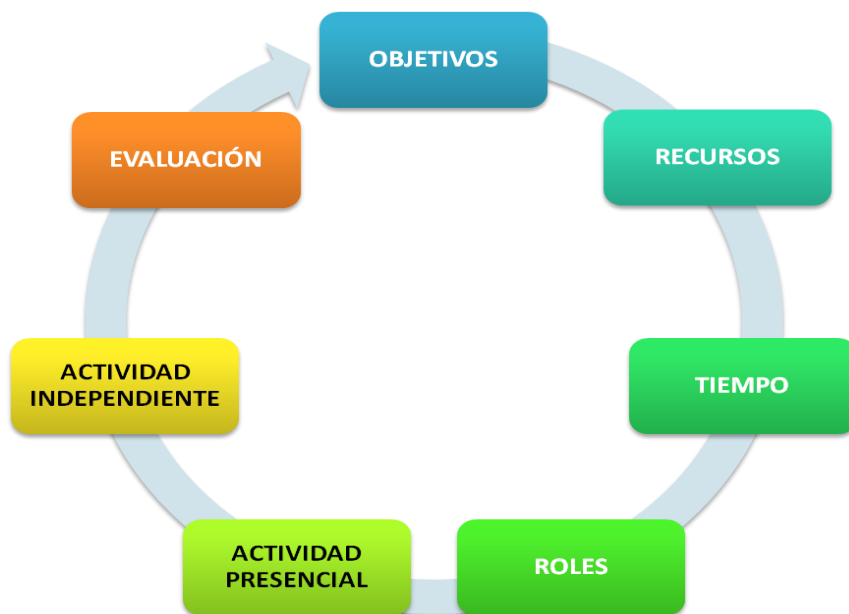 OBJETIVOS
RECURSOS
TIEMPO
ROLES
ACTIVIDAD
PRESENCIAL
ACTIVIDAD
INDEPENDIENTE
EVALUACIÓN